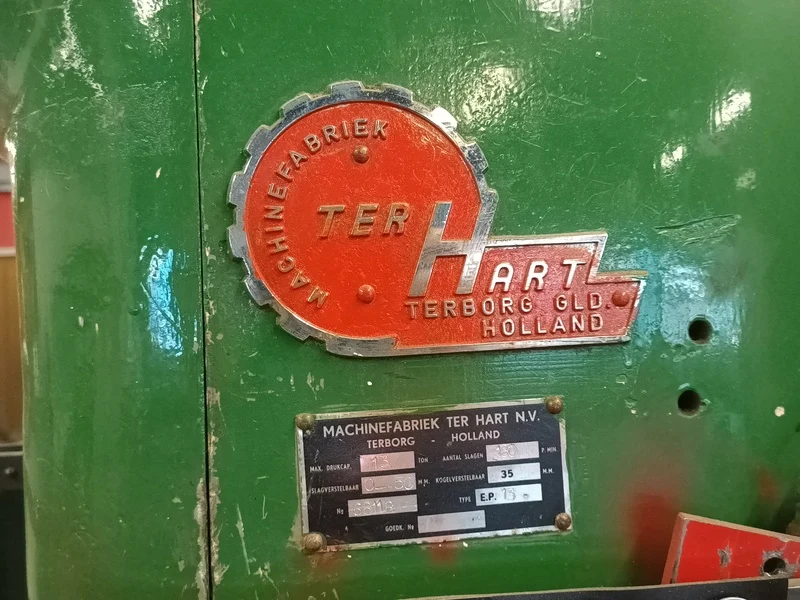 MACHINEFABRIEK
TER HART
TERBORG GLD.
HOLLAND
MACHINEFABRIEK TER HART N.V.
TERBORG - HOLLAND
MAX. DRUKCAP. 15 TON AANTAL SLAGEN P. MIN.
SLAGVERSTELBAAR M.M. KOGELVERSTELBAAR 35 M.M.
No TYPE E.P. 15
GOEDK. No